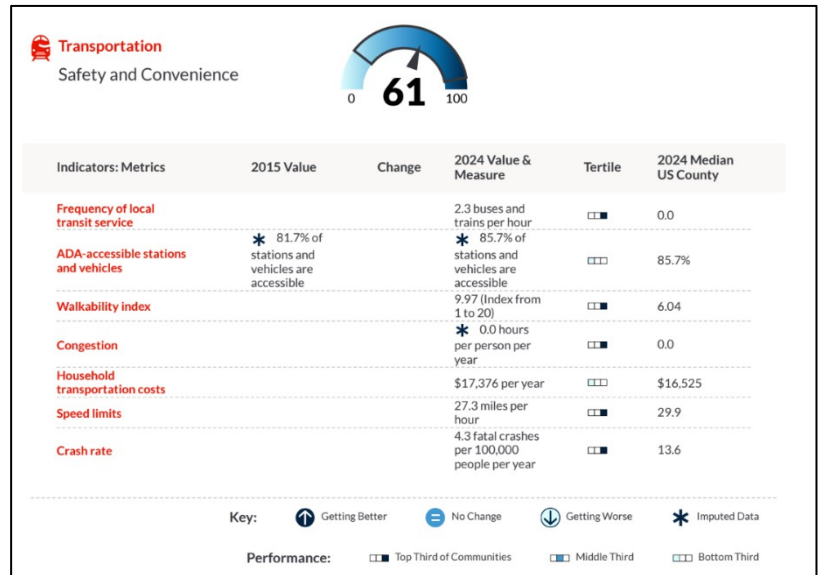 Transportation
Safety and Convenience
0 61 100
Indicators: Metrics 2015 Value Change 2024 Value & Measure Tertile 2024 Median US County
Frequency of local transit service 2.3 buses and trains per hour 0.0
ADA-accessible stations and vehicles 81.7% of stations and vehicles are accessible 85.7% of stations and vehicles are accessible 85.7%
Walkability index 9.97 (Index from 1 to 20) 6.04
Congestion 0.0 hours per person per year 0.0
Household transportation costs $17,376 per year $16,525
Speed limits 27.3 miles per hour 29.9
Crash rate 4.3 fatal crashes per 100,000 people per year 13.6
Key: Getting Better No Change Getting Worse Imputed Data
Performance: Top Third of Communities Middle Third Bottom Third